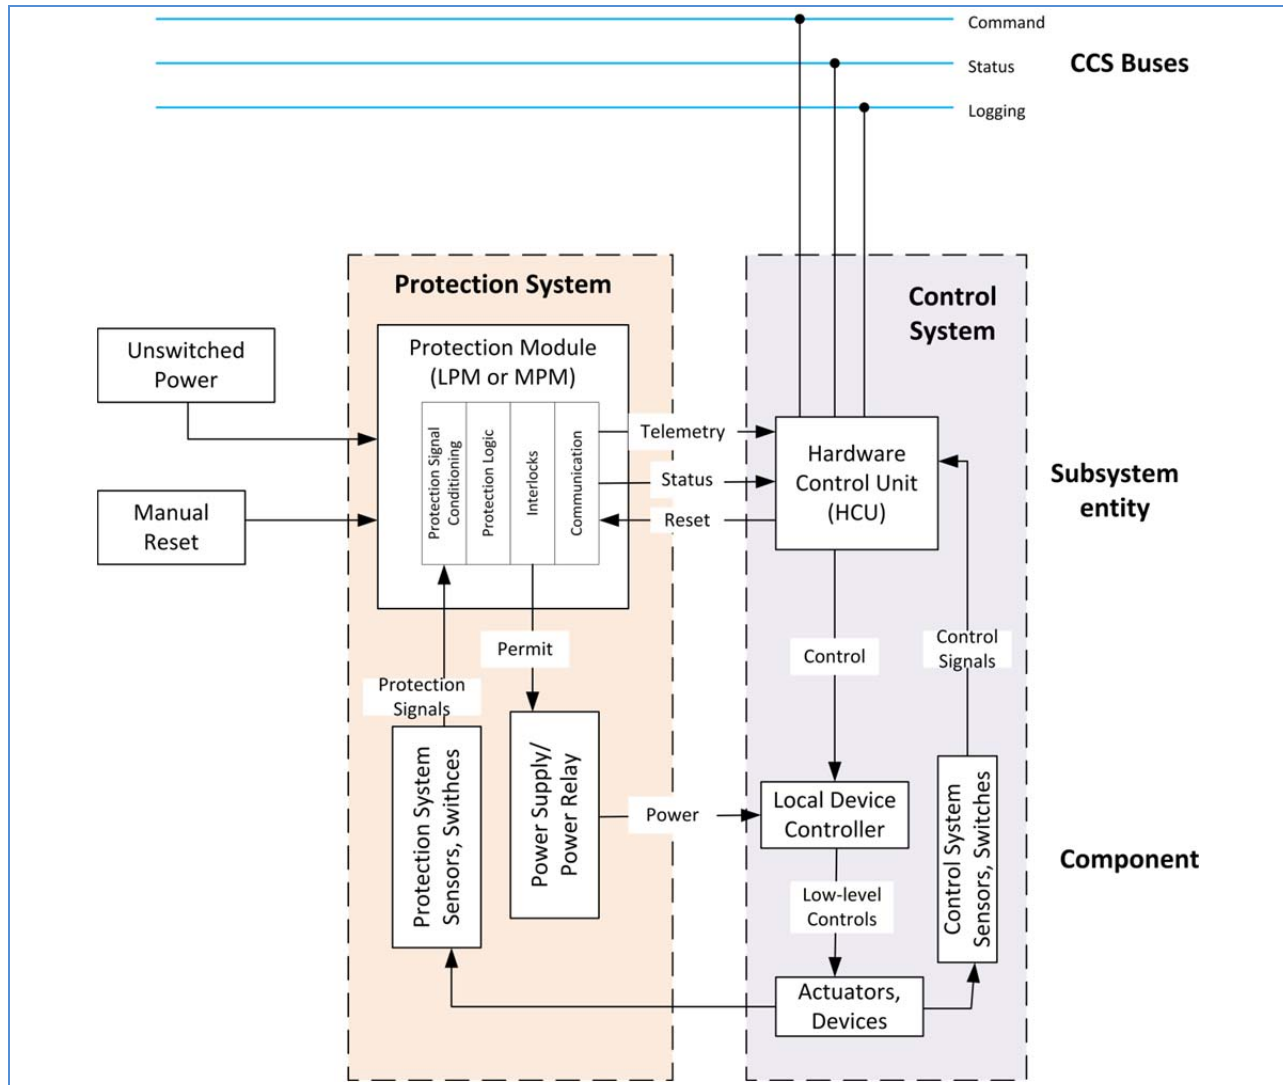 Command
Status
CCS Buses
Logging
Protection System
Control
System
Unswitched
Power
Protection Module
(LPM or MPM)
Manual
Reset
Protection Signal
Conditioning
Protection Logic
Interlocks
Communication
Telemetry
Status
Reset
Hardware
Control Unit
(HCU)
Subsystem
entity
Permit
Control
Control
Signals
Protection
Signals
Protection System
Sensors, Swithces
Power Supply/
Power Relay
Power
Local Device
Controller
Control System
Sensors, Switches
Component
Low-level
Controls
Actuators,
Devices